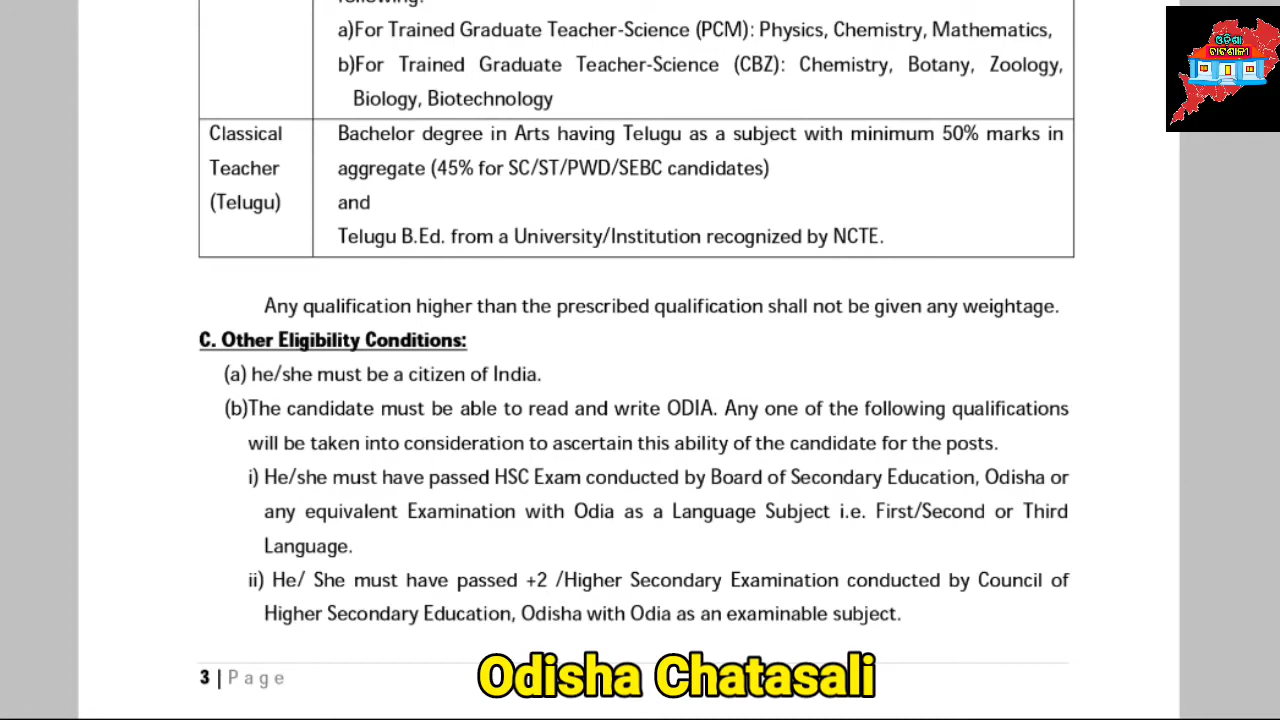 following:
a)For Trained Graduate Teacher-Science (PCM): Physics, Chemistry, Mathematics,
b)For Trained Graduate Teacher-Science (CBZ): Chemistry, Botany, Zoology,
Biology, Biotechnology
Classical
Teacher
(Telugu)
Bachelor degree in Arts having Telugu as a subject with minimum 50% marks in
aggregate (45% for SC/ST/PWD/SEBC candidates)
and
Telugu B.Ed. from a University/Institution recognized by NCTE.
Any qualification higher than the prescribed qualification shall not be given any weightage.
C. Other Eligibility Conditions:
(a) he/she must be a citizen of India.
(b)The candidate must be able to read and write ODIA. Any one of the following qualifications
will be taken into consideration to ascertain this ability of the candidate for the posts.
i) He/she must have passed HSC Exam conducted by Board of Secondary Education, Odisha or
any equivalent Examination with Odia as a Language Subject i.e. First/Second or Third
Language.
ii) He/ She must have passed +2 /Higher Secondary Examination conducted by Council of
Higher Secondary Education, Odisha with Odia as an examinable subject.
3 | Page
Odisha Chatasali
ଓଡିଶା
ଚାଟଶାଳୀ